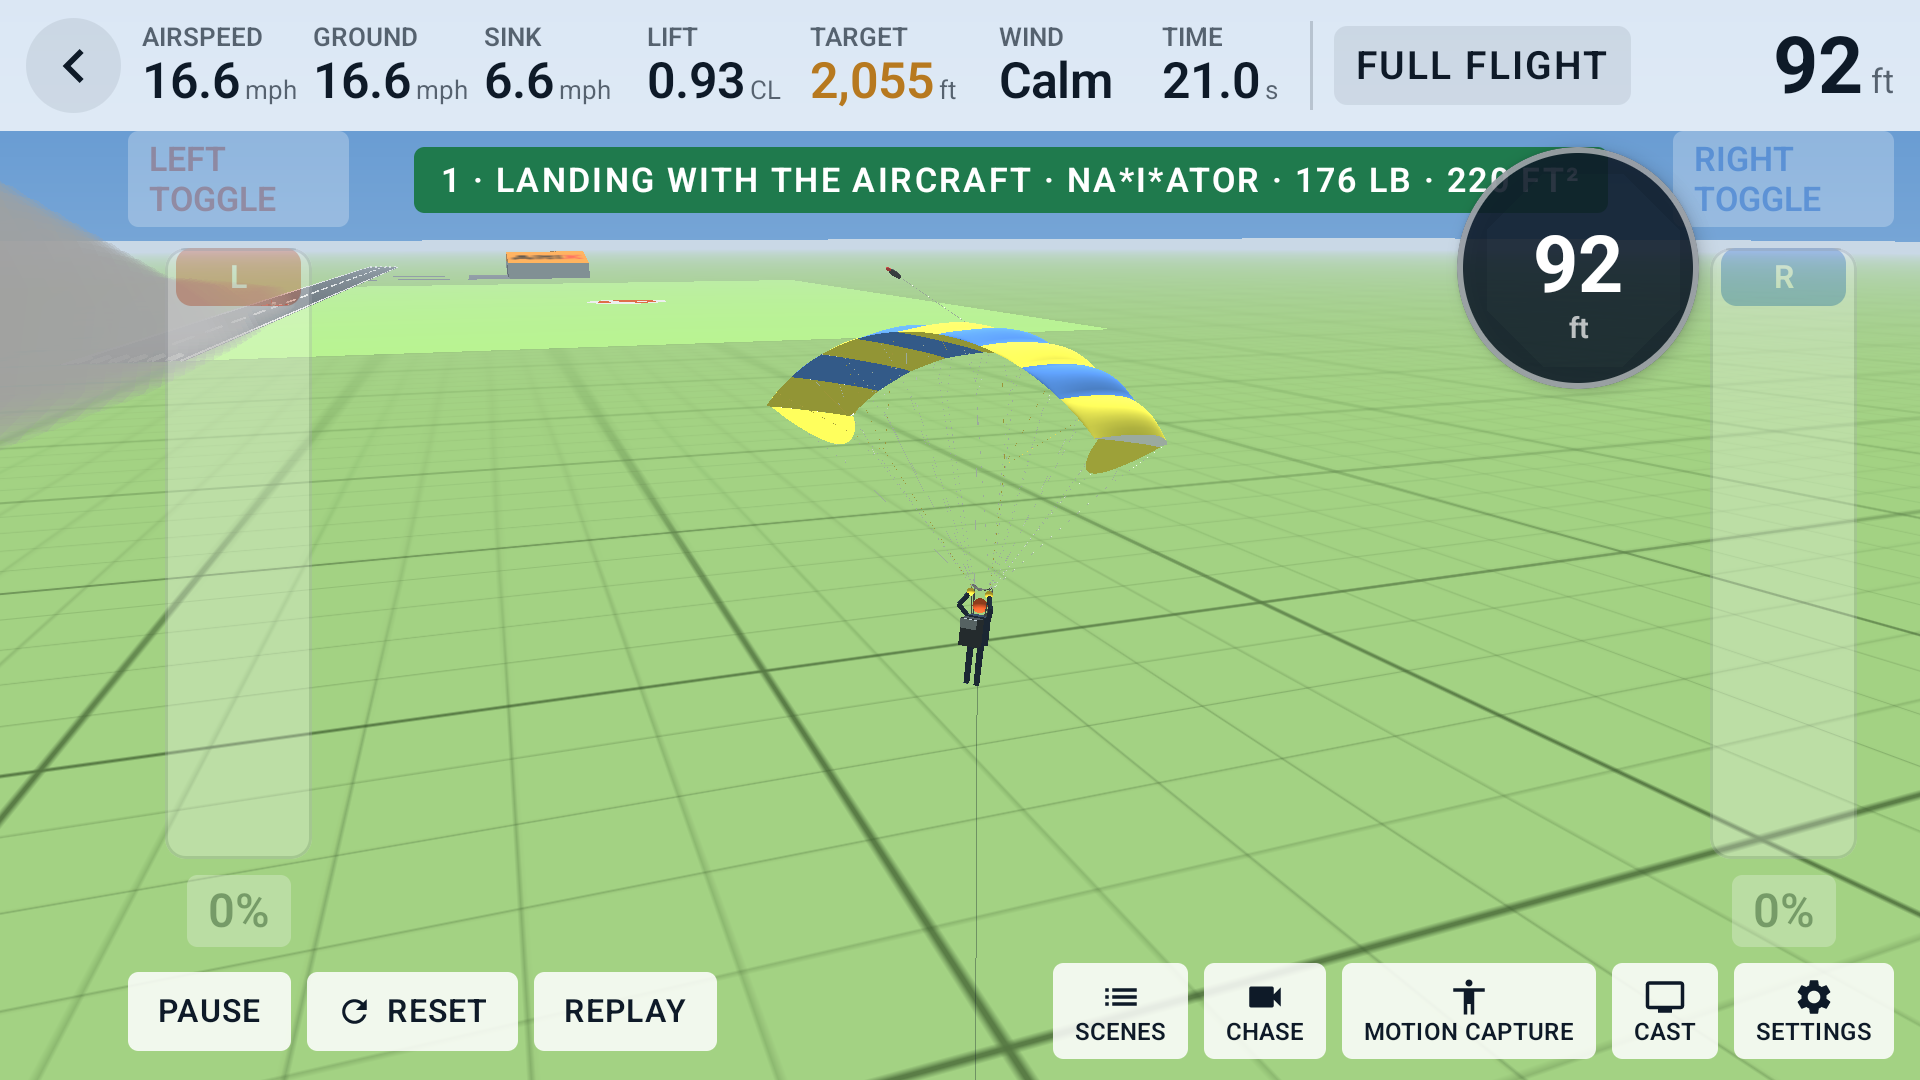 AIRSPEED GROUND SINK LIFT TARGET WIND TIME
16.6 mph 16.6 mph 6.6 mph 0.93 CL 2,055 ft Calm 21.0 s FULL FLIGHT 92 ft
LEFT TOGGLE
1 · LANDING WITH THE AIRCRAFT · NA*I*ATOR · 176 LB · 220 FT²
RIGHT TOGGLE
92
ft
L
R
0%
0%
PAUSE RESET REPLAY
SCENES CHASE MOTION CAPTURE CAST SETTINGS